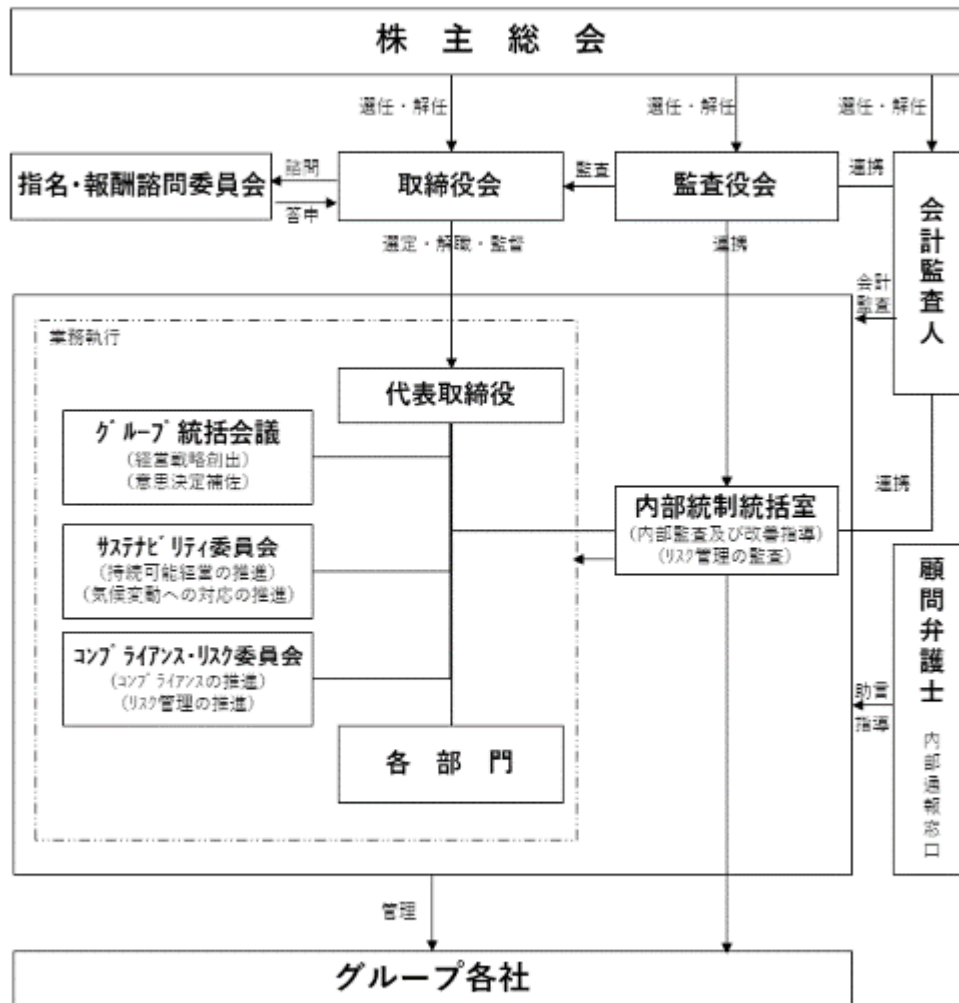 株 主 総 会
選任・解任
選任・解任
選任・解任
指名・報酬諮問委員会
諮問
答申
取締役会
監査
監査役会
連携
会計監査人
選定・解職・監督
連携
会計
監査
業務執行
代表取締役
グループ統括会議
(経営戦略創出)
(意思決定補佐)
連携
内部統制統括室
(内部監査及び改善指導)
(リスク管理の監査)
サステナビリティ委員会
(持続可能経営の推進)
(気候変動への対応の推進)
コンプライアンス・リスク委員会
(コンプライアンスの推進)
(リスク管理の推進)
顧問弁護士 内部通報窓口
助言
指導
各 部 門
管理
グループ各社